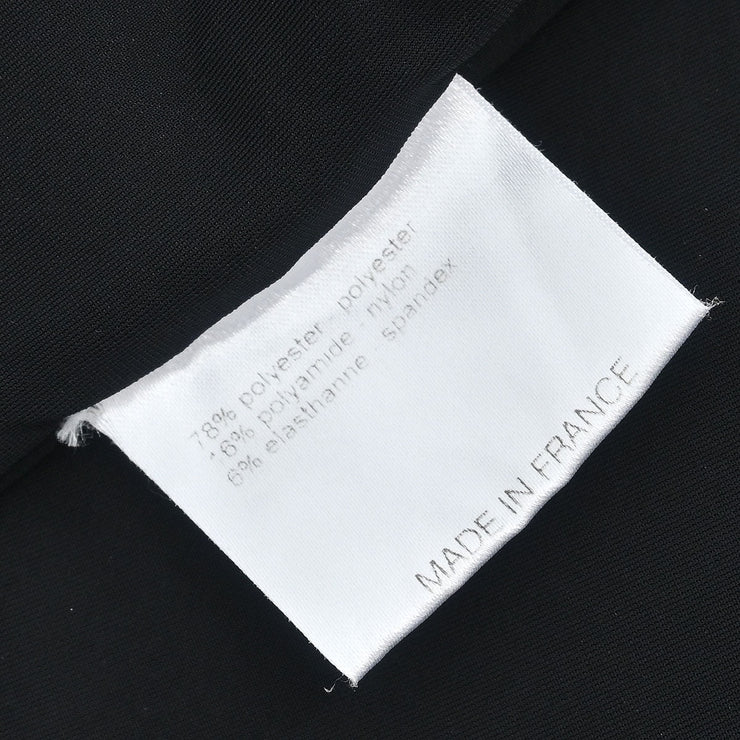 78% polyester - polyester
16% polyamide - nylon
6% elasthanne - spandex
MADE IN FRANCE